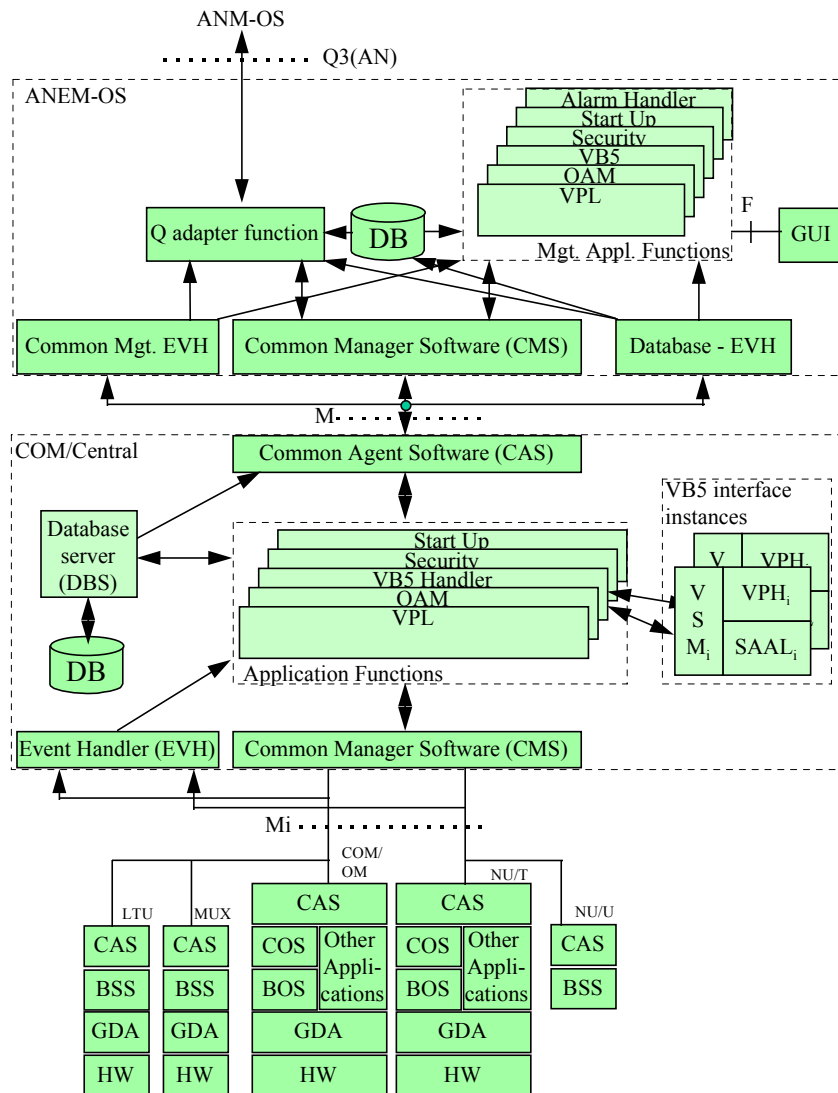 ANM-OS
Q3(AN)
ANEM-OS
Alarm Handler
Start Up
Security
VB5
OAM
VPL
Mgt. Appl. Functions
F
GUI
Q adapter function
DB
Common Mgt. EVH
Common Manager Software (CMS)
Database - EVH
M
COM/Central
Common Agent Software (CAS)
Database
server
(DBS)
DB
Start Up
Security
VB5 Handler
OAM
VPL
Application Functions
VB5 interface
instances
V
VPHi
V
S
Mi
VPHi
SAALi
Event Handler (EVH)
Common Manager Software (CMS)
Mi
COM/
OM
NU/T
LTU
MUX
NU/U
CAS
BSS
GDA
HW
CAS
BSS
GDA
HW
CAS
COS
BOS
Other
Appli-
cations
GDA
HW
CAS
COS
BOS
Other
Appli-
cations
GDA
HW
CAS
BSS